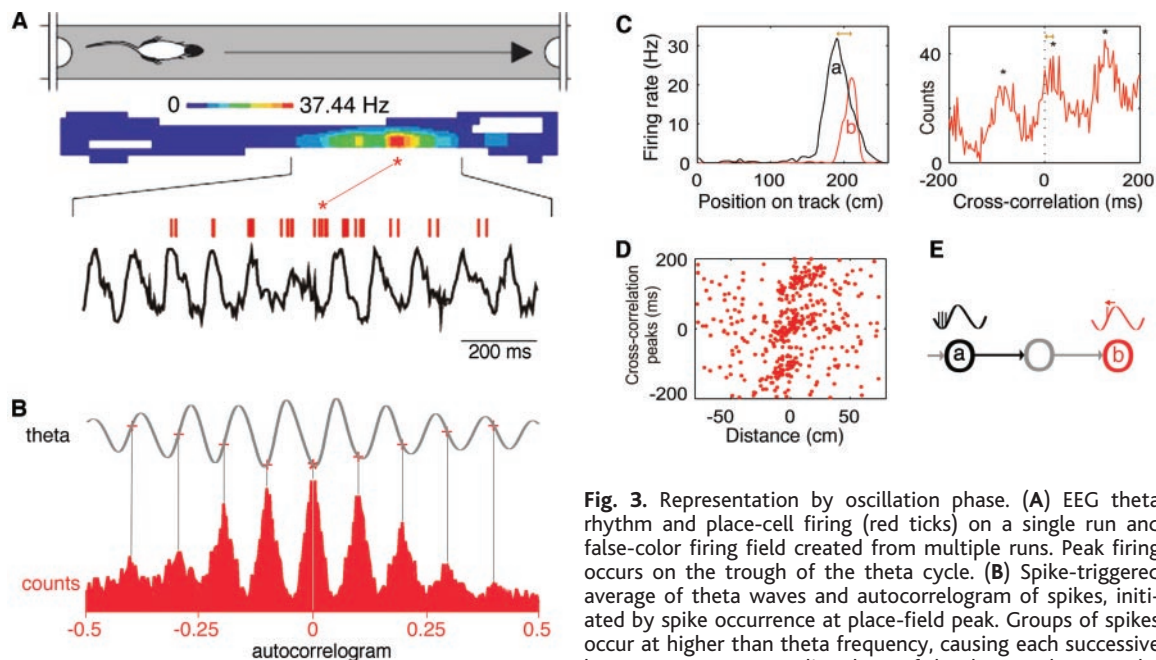 A
0 37.44 Hz
*
*
200 ms
B
theta
counts
-0.5 -0.25 0 0.25 0.5
autocorrelogram
C
Firing rate (Hz)
30
20
10
0
a
b
0 100 200
Position on track (cm)
Counts
40
0
* * *
-200 0 200
Cross-correlation (ms)
D
Cross-correlation
peaks (ms)
200
0
-200
-50 0 50
Distance (cm)
E
a b
Fig. 3. Representation by oscillation phase. (A) EEG theta
rhythm and place-cell firing (red ticks) on a single run and
false-color firing field created from multiple runs. Peak firing
occurs on the trough of the theta cycle. (B) Spike-triggered
average of theta waves and autocorrelogram of spikes, initi-
ated by spike occurrence at place-field peak. Groups of spikes
occur at higher than theta frequency, causing each successive